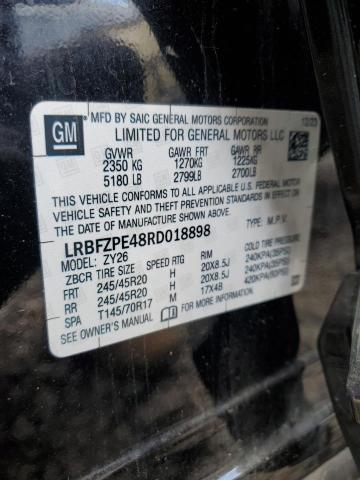 GM
MFD BY SAIC GENERAL MOTORS CORPORATION 12/23
LIMITED FOR GENERAL MOTORS LLC
GVWR GAWR FRT GAWR RR
2350 KG 1270KG 1225KG
5180 LB 2799LB 2700LB
THIS VEHICLE CONFORMS TO ALL APPLICABLE U.S. FEDERAL MOTOR
VEHICLE SAFETY, BUMPER, AND THEFT PREVENTION STANDARDS IN
EFFECT ON THE DATE OF MANUFACTURE SHOWN ABOVE.
LRBFZPE48RD018898 TYPE: M.P.V.
MODEL: ZY26
ZBCR TIRE SIZE SPEED RTG RIM COLD TIRE PRESSURE
FRT 245/45R20 H 20X8.5J 240KPA(35PSI)
RR 245/45R20 H 20X8.5J 240KPA(35PSI)
SPA T145/70R17 M 17X4B 420KPA(60PSI)
SEE OWNER'S MANUAL FOR MORE INFORMATION